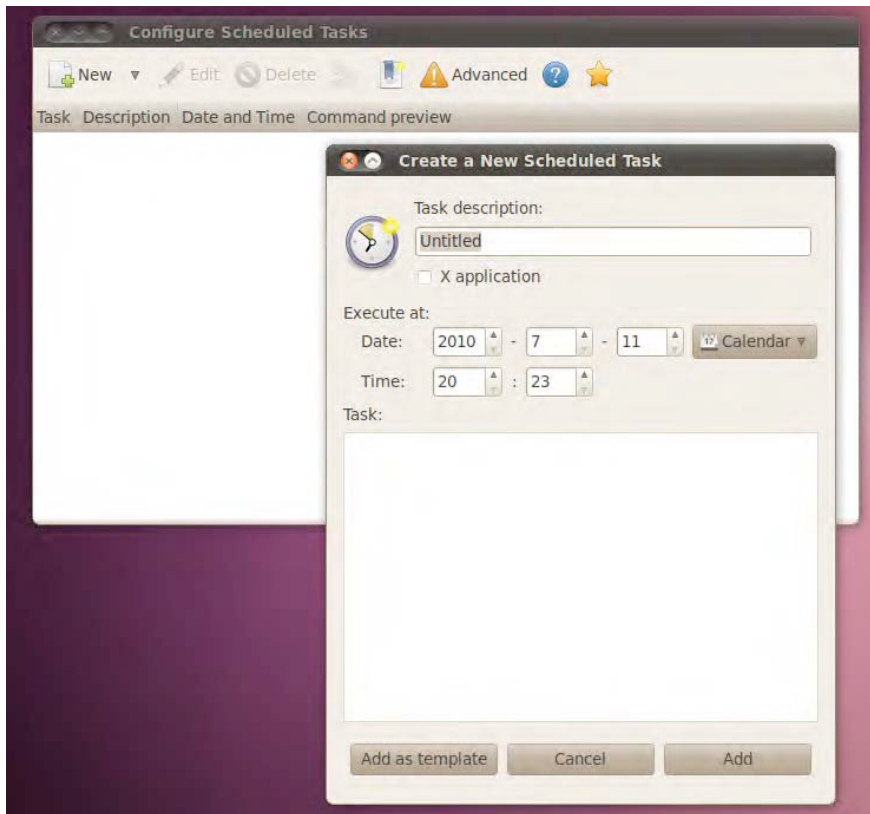 Configure Scheduled Tasks
New Edit Delete Advanced
Task Description Date and Time Command preview
Create a New Scheduled Task
Task description:
Untitled
X application
Execute at:
Date: 2010 - 7 - 11 Calendar
Time: 20 : 23
Task:
Add as template Cancel Add